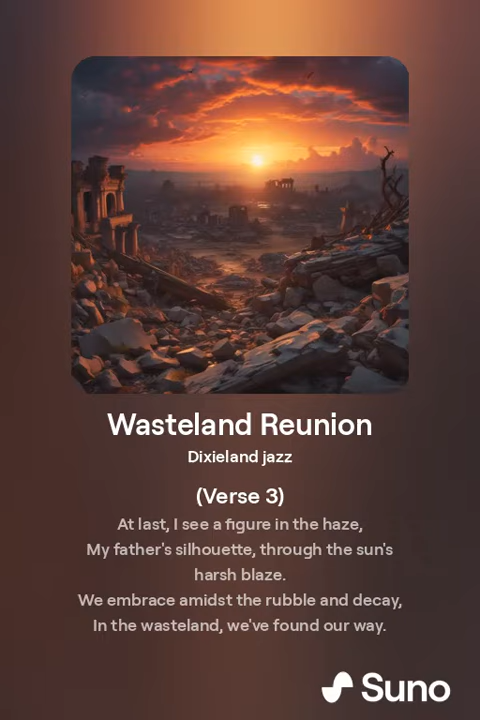 Wasteland Reunion
Dixieland jazz
(Verse 3)
At last, I see a figure in the haze,
My father's silhouette, through the sun's
harsh blaze.
We embrace amidst the rubble and decay,
In the wasteland, we've found our way.
Suno